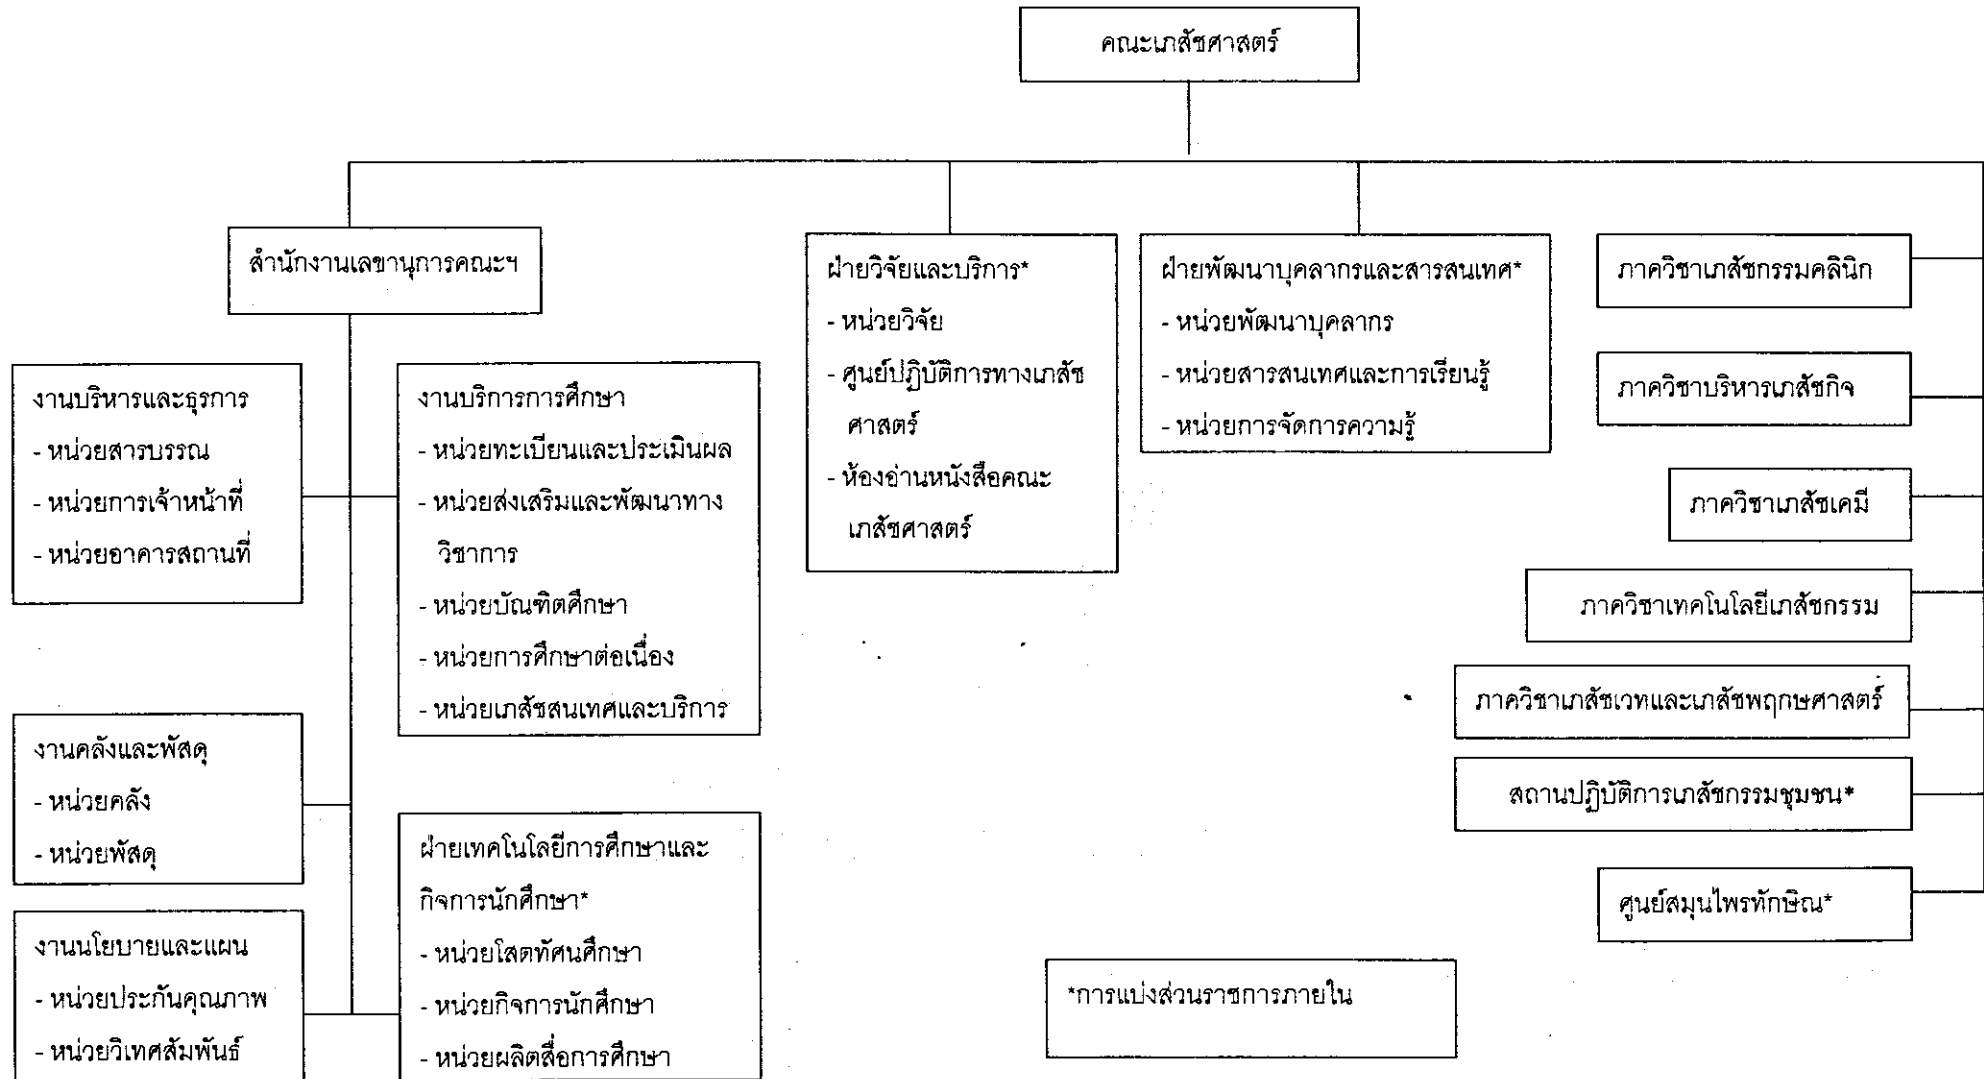 คณะเภสัชศาสตร์
สำนักงานเลขานุการคณะฯ
งานบริหารและธุรการ
- หน่วยสารบรรณ
- หน่วยการเจ้าหน้าที่
- หน่วยอาคารสถานที่
งานบริการการศึกษา
- หน่วยทะเบียนและประเมินผล
- หน่วยส่งเสริมและพัฒนาทาง
วิชาการ
- หน่วยบัณฑิตศึกษา
- หน่วยการศึกษาต่อเนื่อง
- หน่วยเภสัชสนเทศและบริการ
งานคลังและพัสดุ
- หน่วยคลัง
- หน่วยพัสดุ
ฝ่ายเทคโนโลยีการศึกษาและ
กิจการนักศึกษา*
- หน่วยโสตทัศนศึกษา
- หน่วยกิจการนักศึกษา
- หน่วยผลิตสื่อการศึกษา
งานนโยบายและแผน
- หน่วยประกันคุณภาพ
- หน่วยวิเทศสัมพันธ์
ฝ่ายวิจัยและบริการ*
- หน่วยวิจัย
- ศูนย์ปฏิบัติการทางเภสัช
ศาสตร์
- ห้องอ่านหนังสือคณะ
เภสัชศาสตร์
ฝ่ายพัฒนาบุคลากรและสารสนเทศ*
- หน่วยพัฒนาบุคลากร
- หน่วยสารสนเทศและการเรียนรู้
- หน่วยการจัดการความรู้
ภาควิชาเภสัชกรรมคลินิก
ภาควิชาบริหารเภสัชกิจ
ภาควิชาเภสัชเคมี
ภาควิชาเทคโนโลยีเภสัชกรรม
ภาควิชาเภสัชเวทและเภสัชพฤกษศาสตร์
สถานปฏิบัติการเภสัชกรรมชุมชน*
ศูนย์สมุนไพรทักษิณ*
*การแบ่งส่วนราชการภายใน